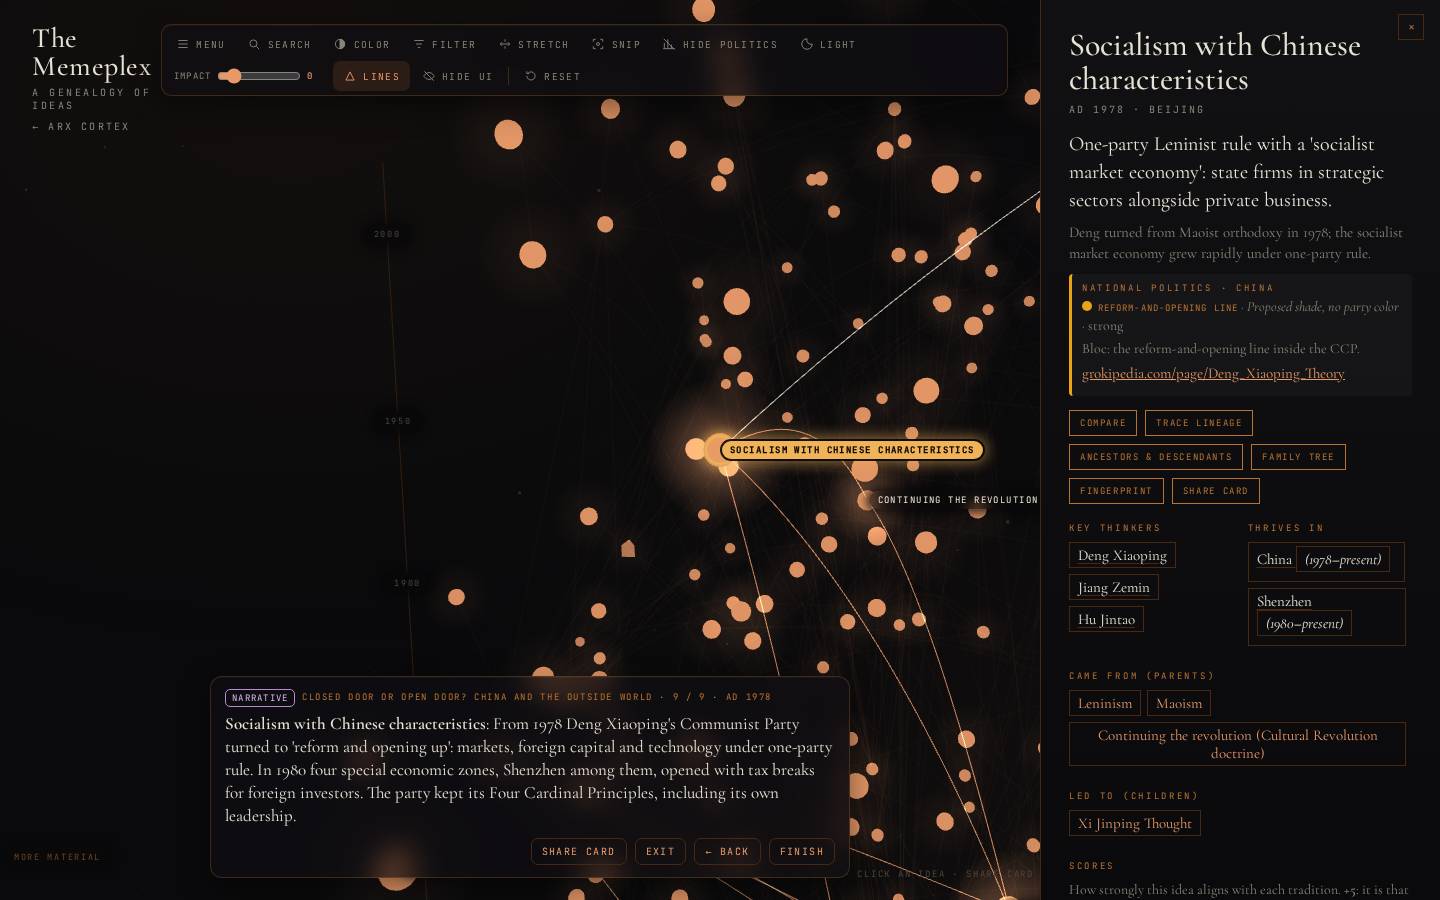 The
Memeplex
A GENEALOGY OF
IDEAS
← ARX CORTEX
MENU
SEARCH
COLOR
FILTER
STRETCH
SNIP
HIDE POLITICS
LIGHT
IMPACT
0
LINES
HIDE UI
RESET
2000
1950
1900
SOCIALISM WITH CHINESE CHARACTERISTICS
CONTINUING THE REVOLUTION
NARRATIVE
CLOSED DOOR OR OPEN DOOR? CHINA AND THE OUTSIDE WORLD · 9 / 9 · AD 1978
Socialism with Chinese characteristics: From 1978 Deng Xiaoping's Communist Party
turned to 'reform and opening up': markets, foreign capital and technology under one-party
rule. In 1980 four special economic zones, Shenzhen among them, opened with tax breaks
for foreign investors. The party kept its Four Cardinal Principles, including its own
leadership.
SHARE CARD
EXIT
← BACK
FINISH
MORE MATERIAL
CLICK AN IDEA · SHARE CARD
×
Socialism with Chinese
characteristics
AD 1978 · BEIJING
One-party Leninist rule with a 'socialist
market economy': state firms in strategic
sectors alongside private business.
Deng turned from Maoist orthodoxy in 1978; the socialist
market economy grew rapidly under one-party rule.
NATIONAL POLITICS · CHINA
REFORM-AND-OPENING LINE · Proposed shade, no party color
· strong
Bloc: the reform-and-opening line inside the CCP.
grokipedia.com/page/Deng_Xiaoping_Theory
COMPARE
TRACE LINEAGE
ANCESTORS & DESCENDANTS
FAMILY TREE
FINGERPRINT
SHARE CARD
KEY THINKERS
Deng Xiaoping
Jiang Zemin
Hu Jintao
THRIVES IN
China (1978–present)
Shenzhen
(1980–present)
CAME FROM (PARENTS)
Leninism
Maoism
Continuing the revolution (Cultural Revolution
doctrine)
LED TO (CHILDREN)
Xi Jinping Thought
SCORES
How strongly this idea aligns with each tradition. +5: it is that